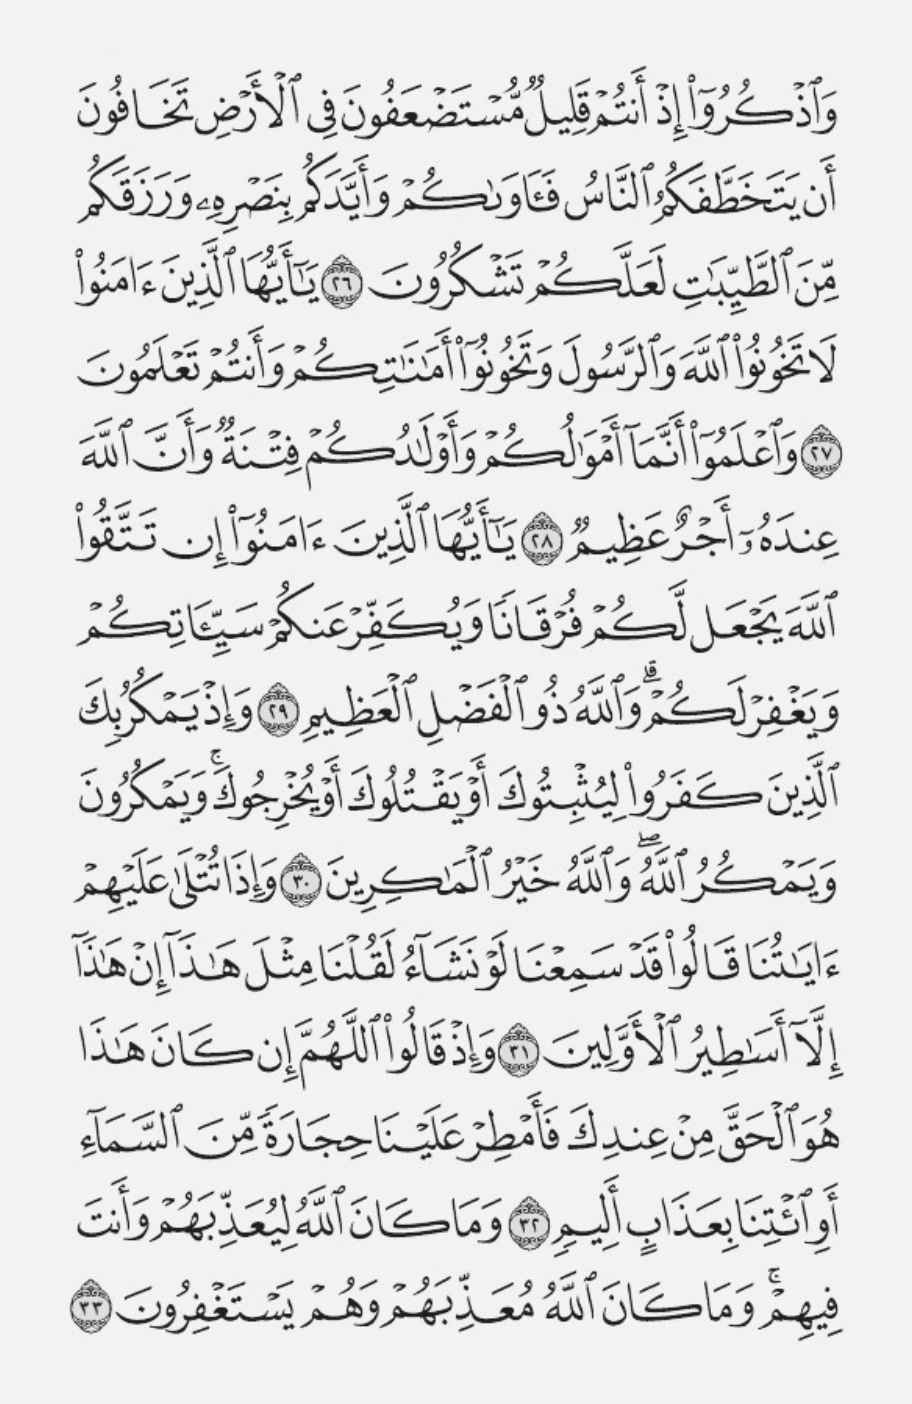 وَٱذۡكُرُوٓاْ إِذۡ أَنتُمۡ قَلِيلٞ مُّسۡتَضۡعَفُونَ فِي ٱلۡأَرۡضِ تَخَافُونَ
أَن يَتَخَطَّفَكُمُ ٱلنَّاسُ فَـَٔاوَىٰكُمۡ وَأَيَّدَكُم بِنَصۡرِهِۦ وَرَزَقَكُم
مِّنَ ٱلطَّيِّبَٰتِ لَعَلَّكُمۡ تَشۡكُرُونَ ٢٦ يَٰٓأَيُّهَا ٱلَّذِينَ ءَامَنُواْ
لَا تَخُونُواْ ٱللَّهَ وَٱلرَّسُولَ وَتَخُونُوٓاْ أَمَٰنَٰتِكُمۡ وَأَنتُمۡ تَعۡلَمُونَ
٢٧ وَٱعۡلَمُوٓاْ أَنَّمَآ أَمۡوَٰلُكُمۡ وَأَوۡلَٰدُكُمۡ فِتۡنَةٞ وَأَنَّ ٱللَّهَ
عِندَهُۥٓ أَجۡرٌ عَظِيمٞ ٢٨ يَٰٓأَيُّهَا ٱلَّذِينَ ءَامَنُوٓاْ إِن تَتَّقُواْ
ٱللَّهَ يَجۡعَل لَّكُمۡ فُرۡقَانٗا وَيُكَفِّرۡ عَنكُمۡ سَيِّـَٔاتِكُمۡ
وَيَغۡفِرۡ لَكُمۡۗ وَٱللَّهُ ذُو ٱلۡفَضۡلِ ٱلۡعَظِيمِ ٢٩ وَإِذۡ يَمۡكُرُ بِكَ
ٱلَّذِينَ كَفَرُواْ لِيُثۡبِتُوكَ أَوۡ يَقۡتُلُوكَ أَوۡ يُخۡرِجُوكَۚ وَيَمۡكُرُونَ
وَيَمۡكُرُ ٱللَّهُۖ وَٱللَّهُ خَيۡرُ ٱلۡمَٰكِرِينَ ٣٠ وَإِذَا تُتۡلَىٰ عَلَيۡهِمۡ
ءَايَٰتُنَا قَالُواْ قَدۡ سَمِعۡنَا لَوۡ نَشَآءُ لَقُلۡنَا مِثۡلَ هَٰذَآ إِنۡ هَٰذَآ
إِلَّآ أَسَٰطِيرُ ٱلۡأَوَّلِينَ ٣١ وَإِذۡ قَالُواْ ٱللَّهُمَّ إِن كَانَ هَٰذَا
هُوَ ٱلۡحَقَّ مِنۡ عِندِكَ فَأَمۡطِرۡ عَلَيۡنَا حِجَارَةٗ مِّنَ ٱلسَّمَآءِ
أَوِ ٱئۡتِنَا بِعَذَابٍ أَلِيمٖ ٣٢ وَمَا كَانَ ٱللَّهُ لِيُعَذِّبَهُمۡ وَأَنتَ
فِيهِمۡۚ وَمَا كَانَ ٱللَّهُ مُعَذِّبَهُمۡ وَهُمۡ يَسۡتَغۡفِرُونَ ٣٣